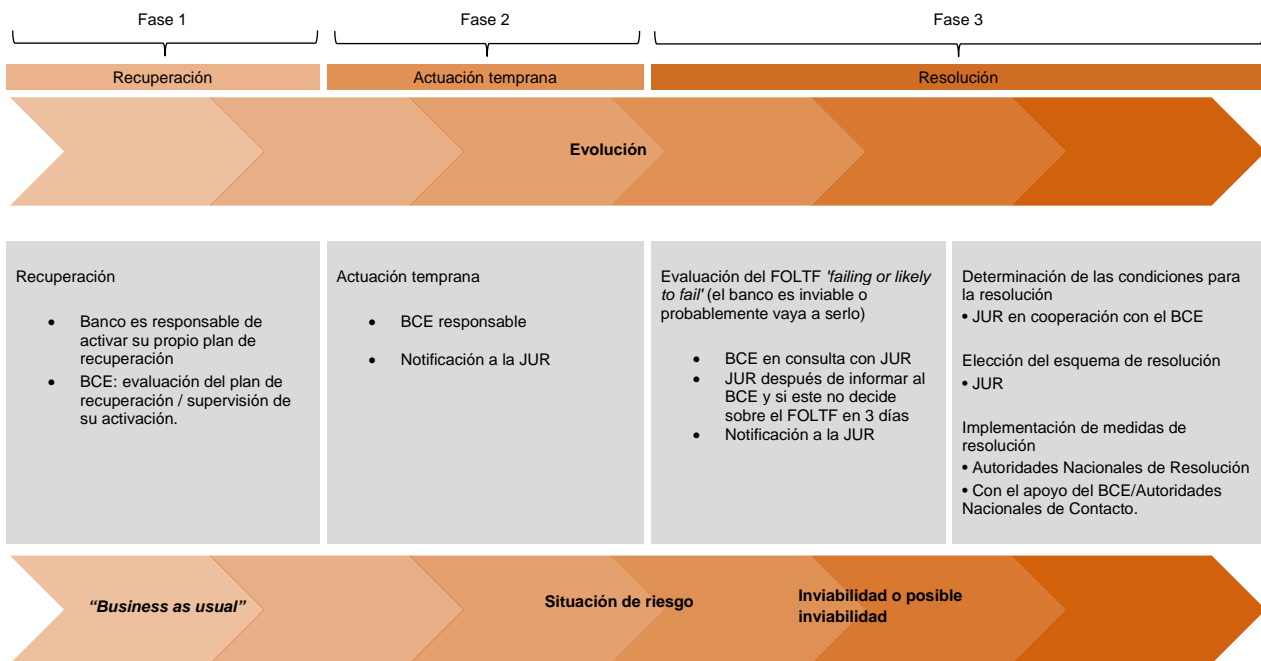 Fase 1
Fase 2
Fase 3
Recuperación
Actuación temprana
Resolución
Evolución
Recuperación
• Banco es responsable de
activar su propio plan de
recuperación
• BCE: evaluación del plan de
recuperación / supervisión de
su activación.
Actuación temprana
• BCE responsable
• Notificación a la JUR
Evaluación del FOLTF 'failing or likely
to fail' (el banco es inviable o
probablemente vaya a serlo)
• BCE en consulta con JUR
• JUR después de informar al
BCE y si este no decide
sobre el FOLTF en 3 días
• Notificación a la JUR
Determinación de las condiciones para
la resolución
• JUR en cooperación con el BCE
Elección del esquema de resolución
• JUR
Implementación de medidas de
resolución
• Autoridades Nacionales de Resolución
• Con el apoyo del BCE/Autoridades
Nacionales de Contacto.
“Business as usual”
Situación de riesgo
Inviabilidad o posible
inviabilidad